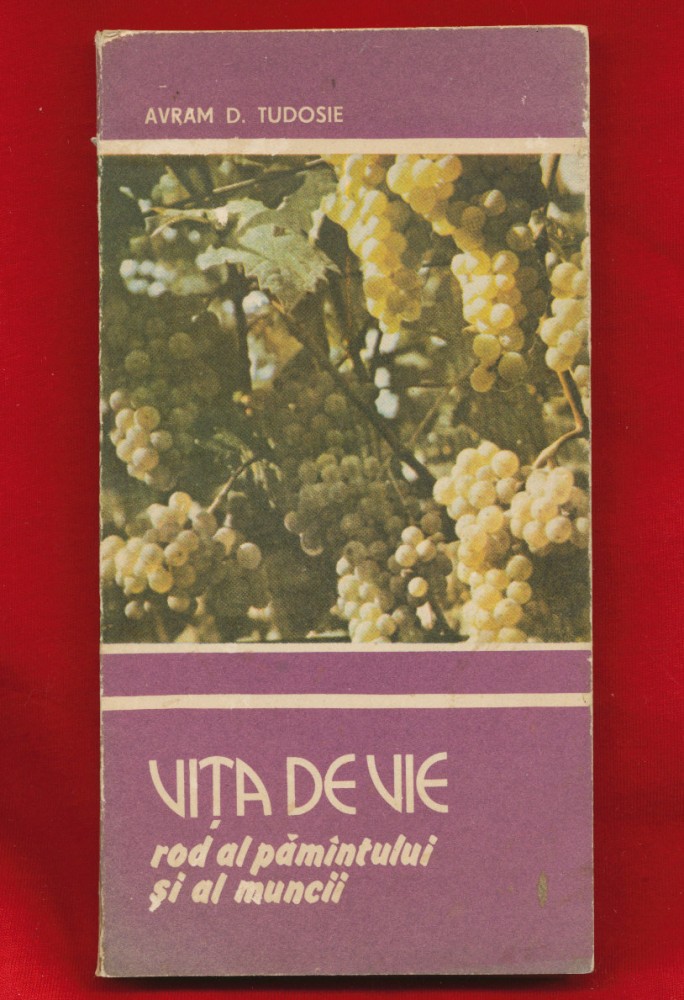 AVRAM D. TUDOSIE
VIȚA DE VIE
rod al pămîntului
și al muncii